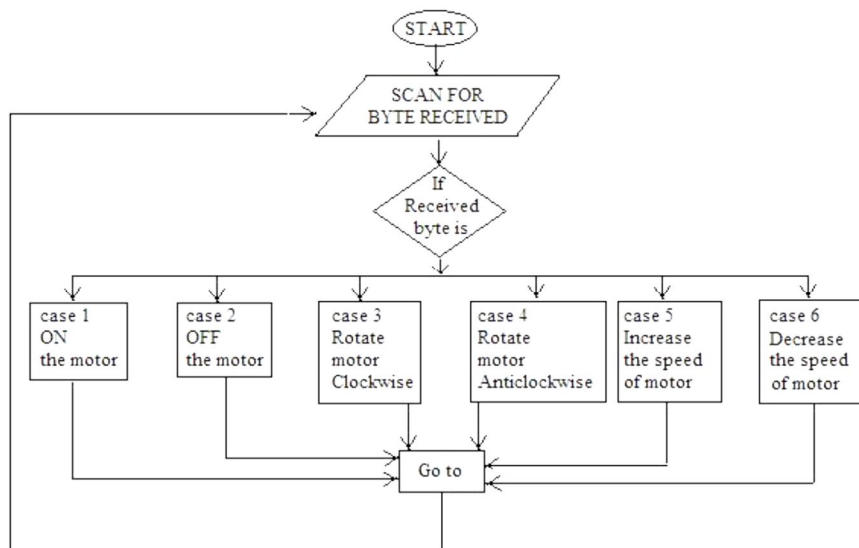 START
SCAN FOR
BYTE RECEIVED
If
Received
byte is
case 1
ON
the motor
case 2
OFF
the motor
case 3
Rotate
motor
Clockwise
case 4
Rotate
motor
Anticlockwise
case 5
Increase
the speed
of motor
case 6
Decrease
the speed
of motor
Go to